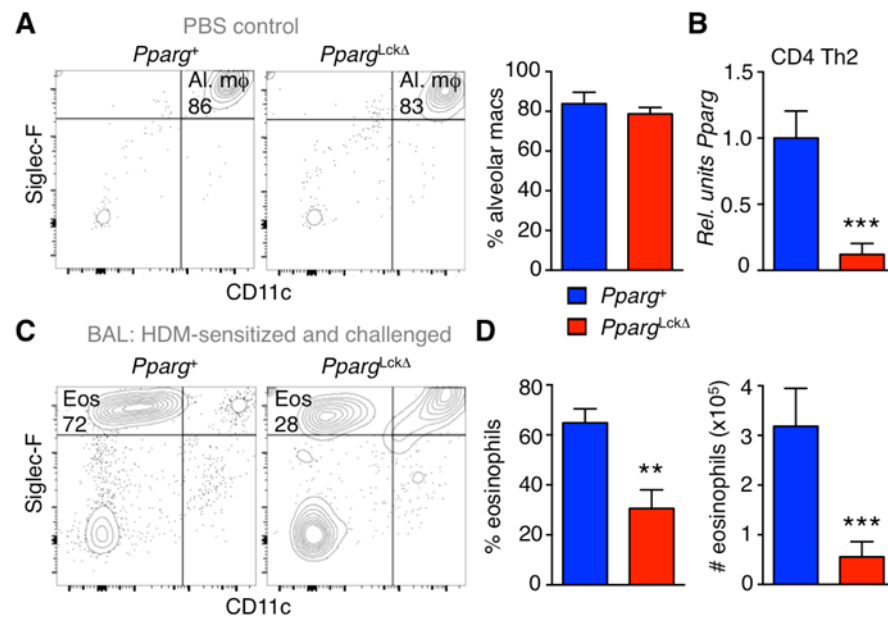 A
PBS control
Pparg⁺
PpargLckΔ
Al. mϕ
86
Al. mϕ
83
Siglec-F
CD11c
% alveolar macs
80
60
40
20
0
B
CD4 Th2
Rel. units Pparg
1.5
1.0
0.5
0
***
Pparg⁺
PpargLckΔ
C
BAL: HDM-sensitized and challenged
Pparg⁺
PpargLckΔ
Eos
72
Eos
28
Siglec-F
CD11c
D
% eosinophils
80
60
40
20
0
**
# eosinophils (x10⁵)
4
3
2
1
0
***